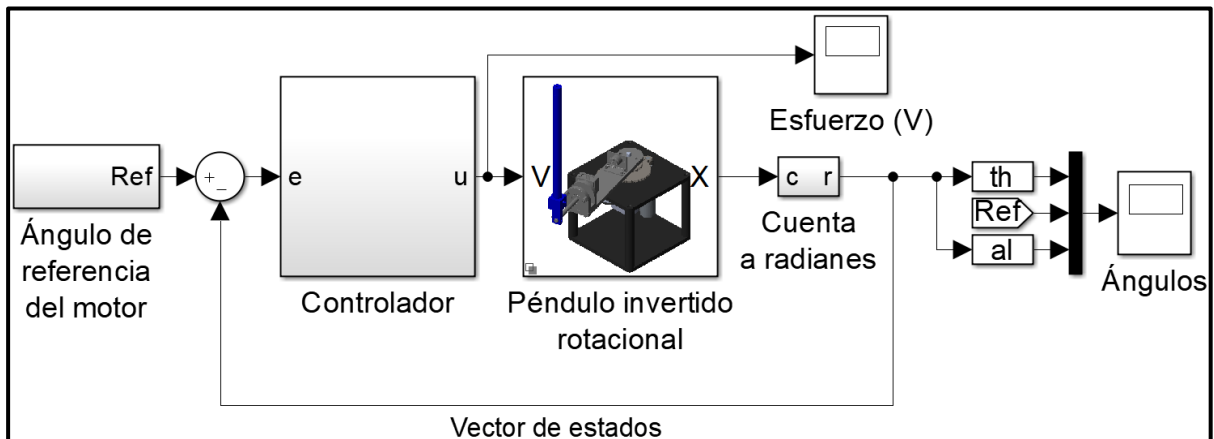 Ref
Ángulo de
referencia
del motor
+
_
e
u
Controlador
V
X
Péndulo invertido
rotacional
Esfuerzo (V)
c r
Cuenta
a radianes
th
Ref
al
Ángulos
Vector de estados